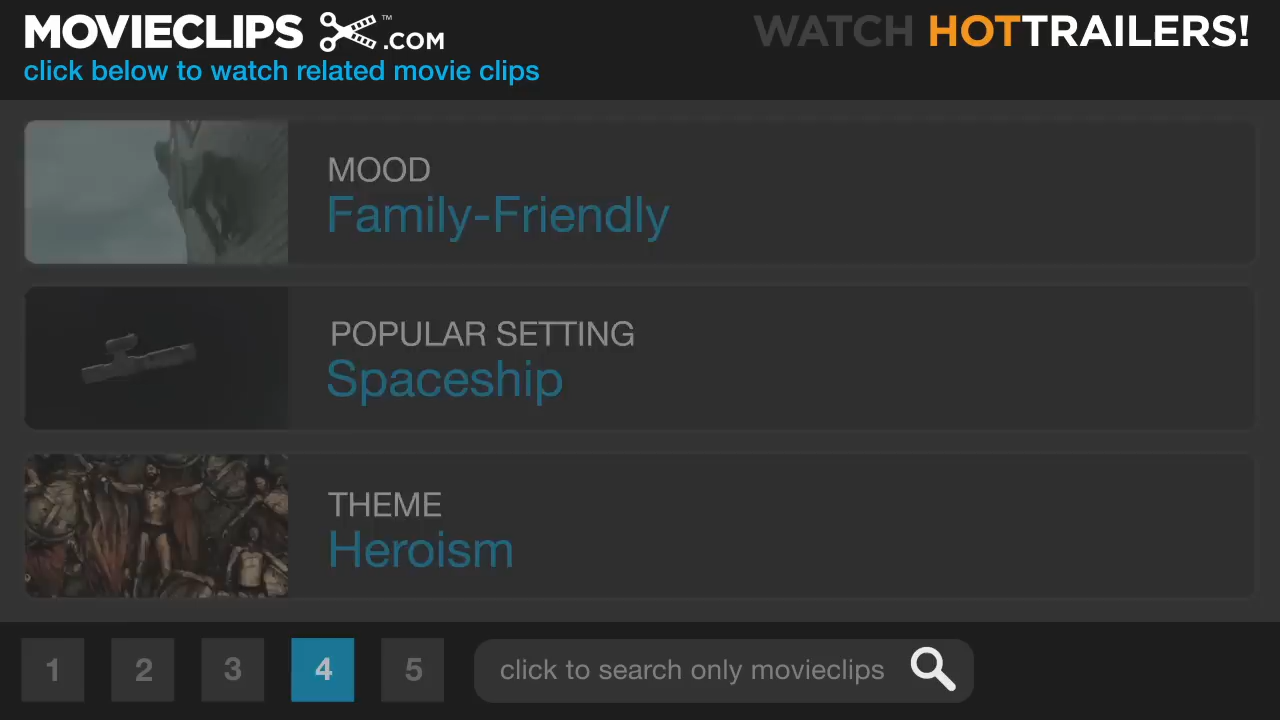 MOVIECLIPS ™ .COM
WATCH HOTTRAILERS!
click below to watch related movie clips
MOOD
Family-Friendly
POPULAR SETTING
Spaceship
THEME
Heroism
1 2 3 4 5 click to search only movieclips